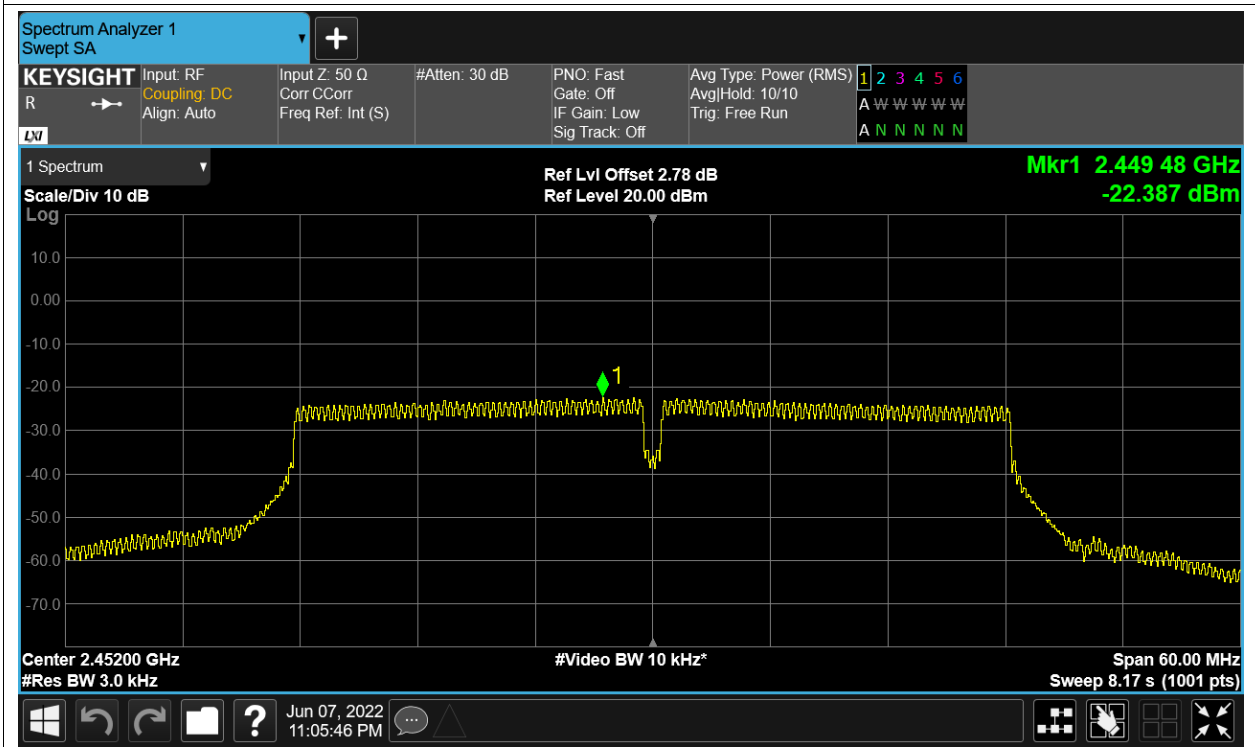 Spectrum Analyzer 1
Swept SA
KEYSIGHT
R
LXI
Input: RF
Coupling: DC
Align: Auto
Input Z: 50 Ω
Corr CCorr
Freq Ref: Int (S)
#Atten: 30 dB
PNO: Fast
Gate: Off
IF Gain: Low
Sig Track: Off
Avg Type: Power (RMS)
Avg|Hold: 10/10
Trig: Free Run
1 2 3 4 5 6
A W W W W W
A N N N N N
1 Spectrum
Scale/Div 10 dB
Log
Ref Lvl Offset 2.78 dB
Ref Level 20.00 dBm
Mkr1 2.449 48 GHz
-22.387 dBm
10.0
0.00
-10.0
-20.0
-30.0
-40.0
-50.0
-60.0
-70.0
1
Center 2.45200 GHz
#Res BW 3.0 kHz
#Video BW 10 kHz*
Span 60.00 MHz
Sweep 8.17 s (1001 pts)
?
Jun 07, 2022
11:05:46 PM